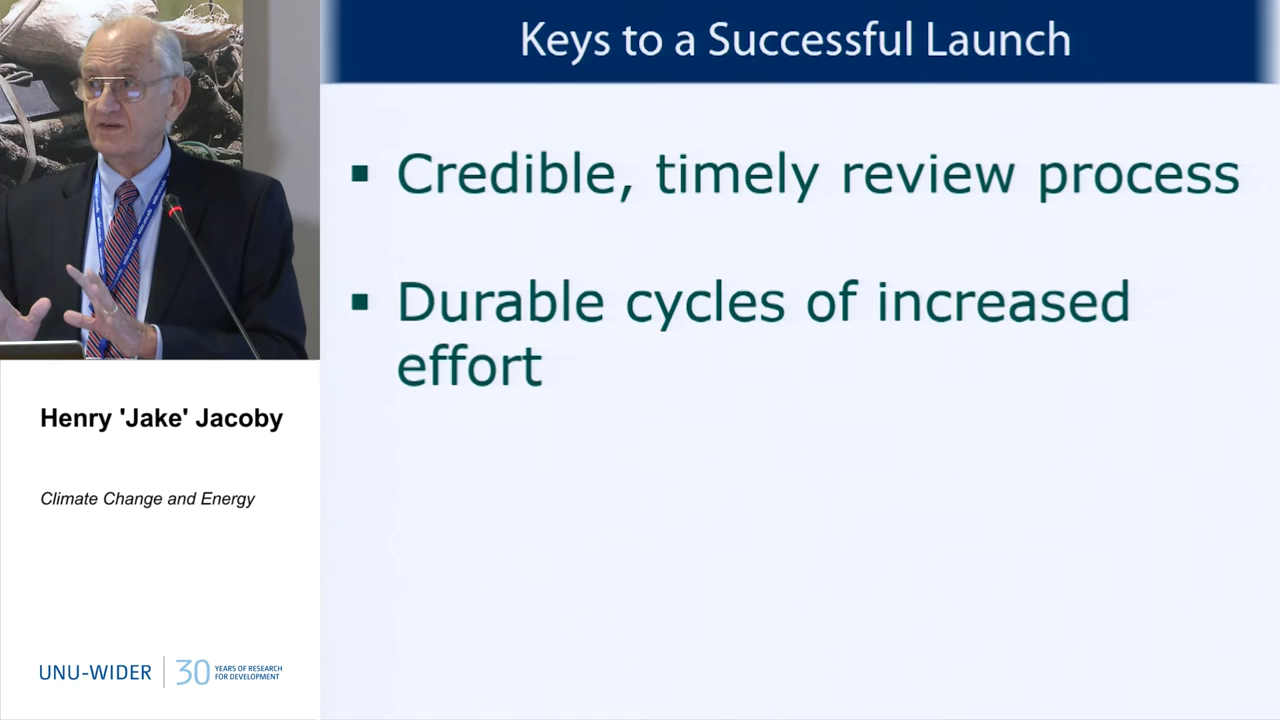 Keys to a Successful Launch
▪ Credible, timely review process
▪ Durable cycles of increased
effort
Henry 'Jake' Jacoby
Climate Change and Energy
UNU-WIDER
30 YEARS OF RESEARCH
FOR DEVELOPMENT